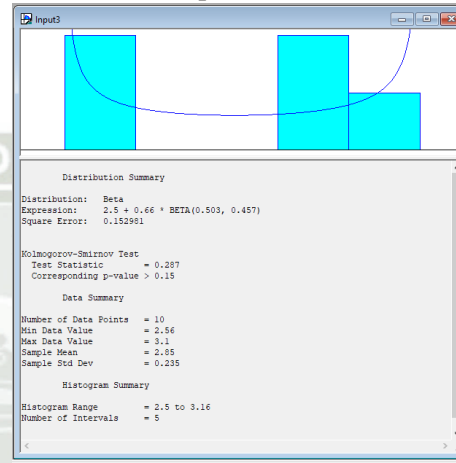 Input3
Distribution Summary
Distribution: Beta
Expression: 2.5 + 0.66 * BETA(0.503, 0.457)
Square Error: 0.152981
Kolmogorov-Smirnov Test
Test Statistic = 0.287
Corresponding p-value > 0.15
Data Summary
Number of Data Points = 10
Min Data Value = 2.56
Max Data Value = 3.1
Sample Mean = 2.85
Sample Std Dev = 0.235
Histogram Summary
Histogram Range = 2.5 to 3.16
Number of Intervals = 5